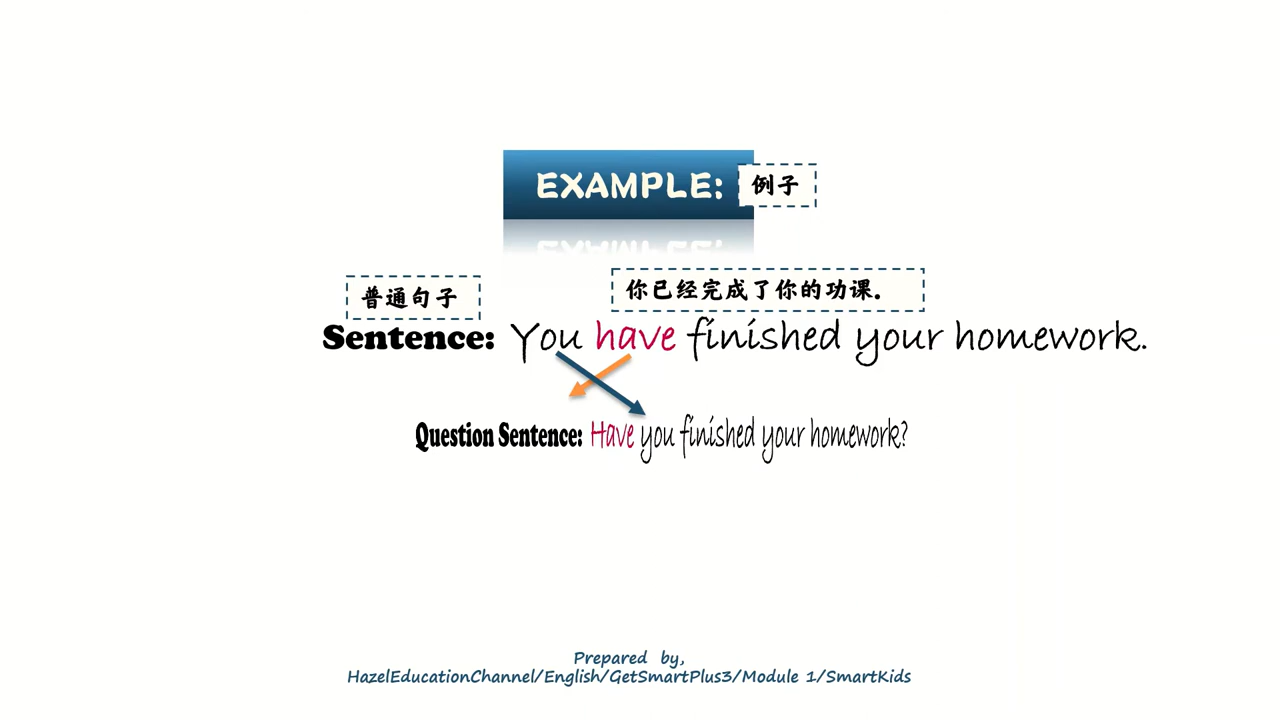 EXAMPLE:
例子
普通句子
你已经完成了你的功课.
Sentence: You have finished your homework.
Question Sentence: Have you finished your homework?
Prepared by,
HazelEducationChannel/English/GetSmartPlus3/Module 1/SmartKids